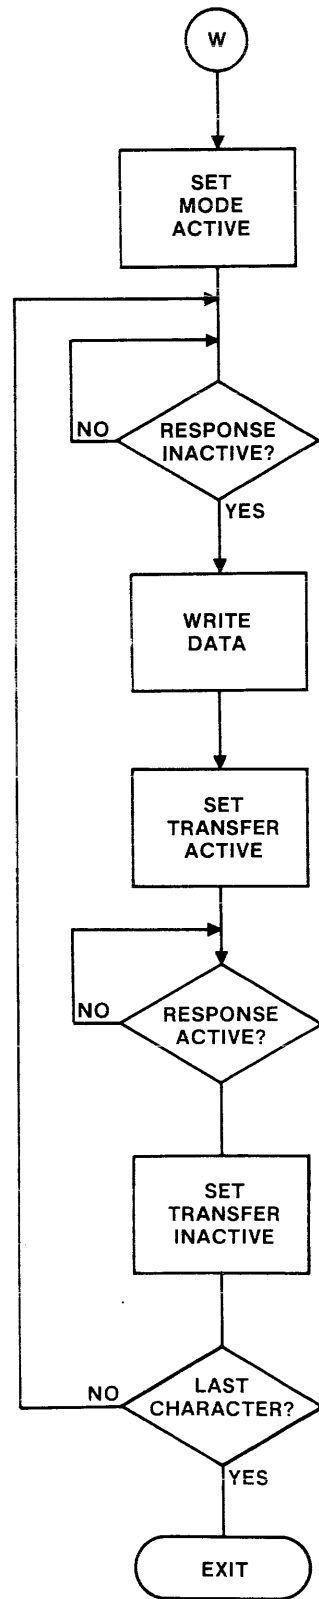 W
SET
MODE
ACTIVE
NO
RESPONSE
INACTIVE?
YES
WRITE
DATA
SET
TRANSFER
ACTIVE
NO
RESPONSE
ACTIVE?
SET
TRANSFER
INACTIVE
NO
LAST
CHARACTER?
YES
EXIT